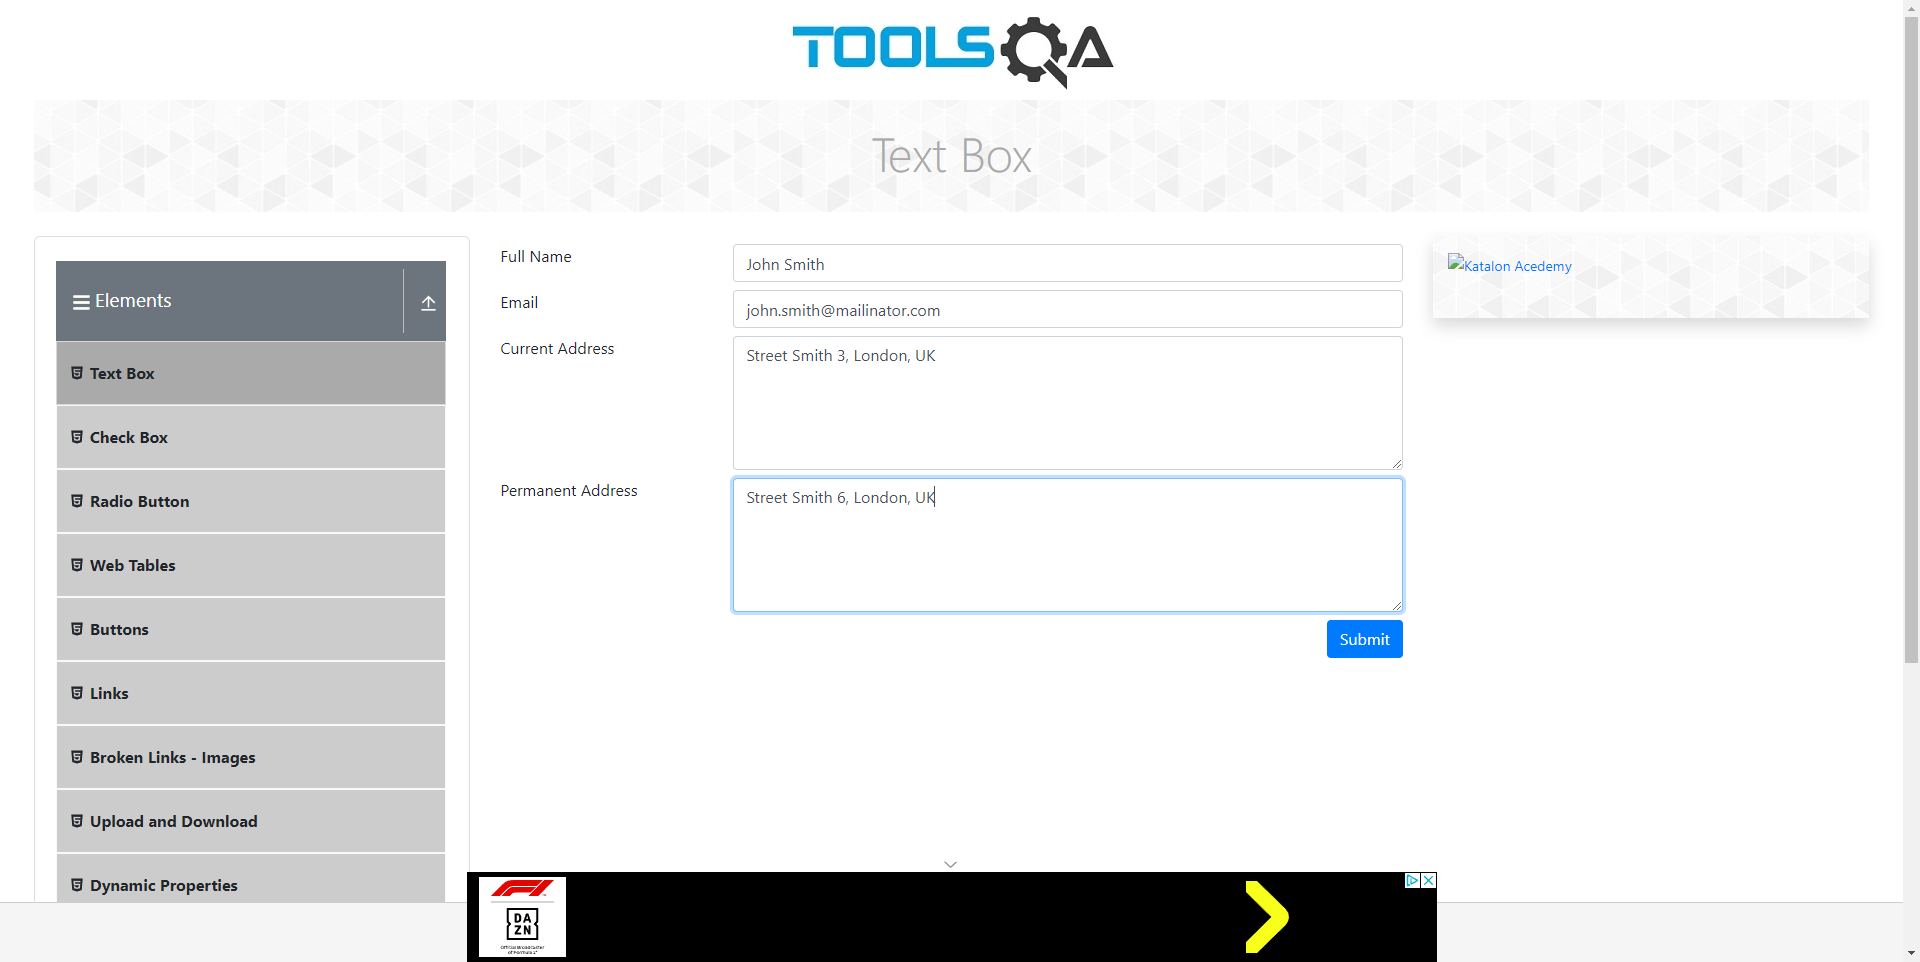 TOOLSQA
Text Box
Elements
Text Box
Check Box
Radio Button
Web Tables
Buttons
Links
Broken Links - Images
Upload and Download
Dynamic Properties
Full Name
John Smith
Email
john.smith@mailinator.com
Current Address
Street Smith 3, London, UK
Permanent Address
Street Smith 6, London, UK
Submit
Katalon Acedemy
F1
DA
ZN
Official Broadcaster
of Formula 1®